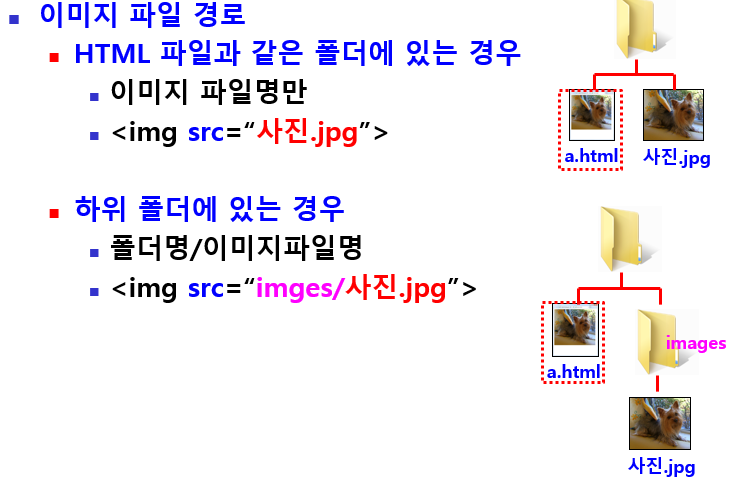 이미지 파일 경로
HTML 파일과 같은 폴더에 있는 경우
이미지 파일명만
<img src=“사진.jpg”>
a.html
사진.jpg
하위 폴더에 있는 경우
폴더명/이미지파일명
<img src=“imges/사진.jpg”>
a.html
images
사진.jpg